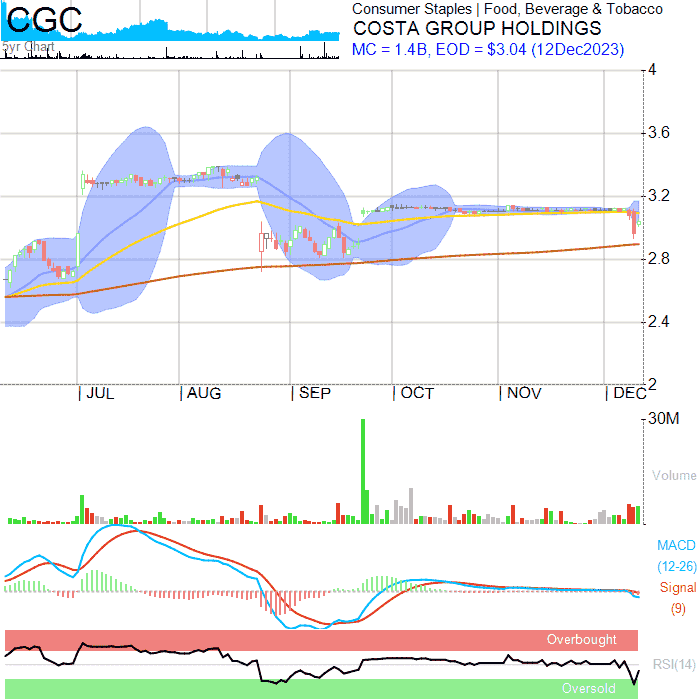 CGC
5yr Chart
Consumer Staples | Food, Beverage & Tobacco
COSTA GROUP HOLDINGS
MC = 1.4B, EOD = $3.04 (12Dec2023)
4
3.6
3.2
2.8
2.4
2
JUL
AUG
SEP
OCT
NOV
DEC
30M
Volume
MACD
(12-26)
Signal
(9)
Overbought
RSI(14)
Oversold